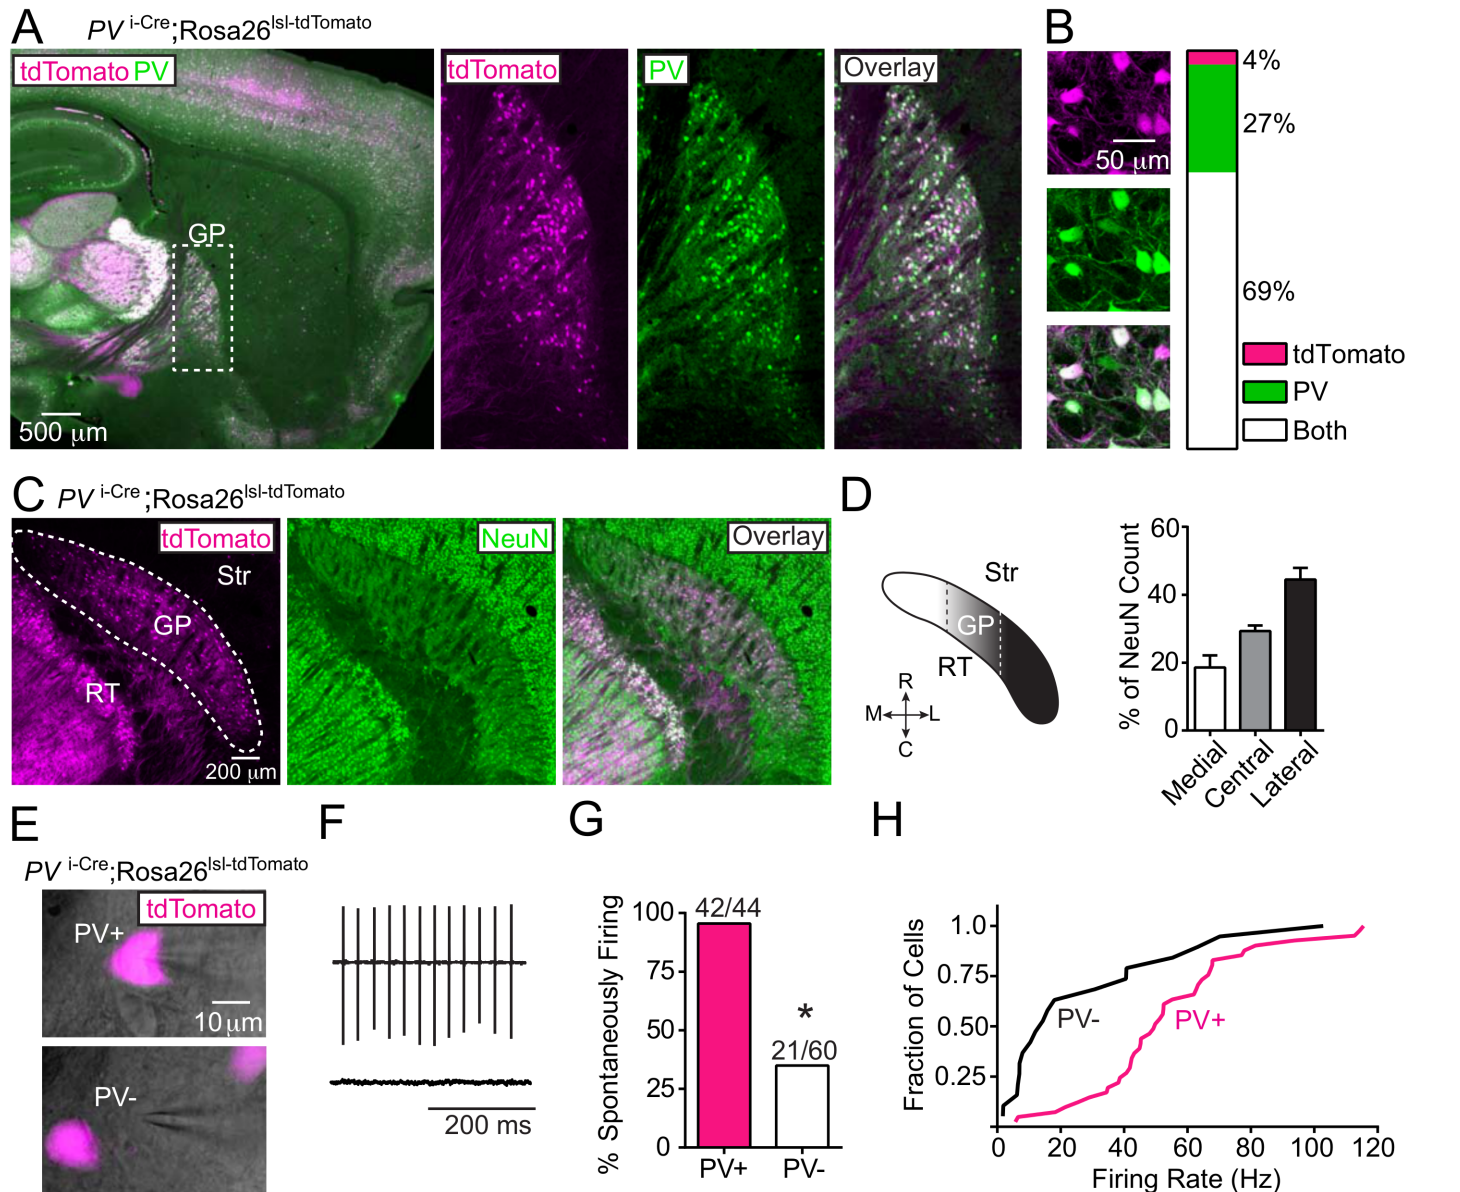 A
PV i-Cre;Rosa26lsl-tdTomato
tdTomato PV
GP
500 μm
tdTomato
PV
Overlay
B
50 μm
4%
27%
69%
tdTomato
PV
Both
C
PV i-Cre ;Rosa26lsl-tdTomato
tdTomato
Str
GP
RT
200 μm
NeuN
Overlay
D
Str
GP
RT
R
M L
C
% of NeuN Count
60
40
20
0
Medial
Central
Lateral
E
PV i-Cre;Rosa26lsl-tdTomato
tdTomato
PV+
10 μm
PV-
F
200 ms
G
% Spontaneously Firing
100
75
50
25
0
42/44
*
21/60
PV+
PV-
H
Fraction of Cells
1.0
0.75
0.50
0.25
PV-
PV+
0 20 40 60 80 100 120
Firing Rate (Hz)